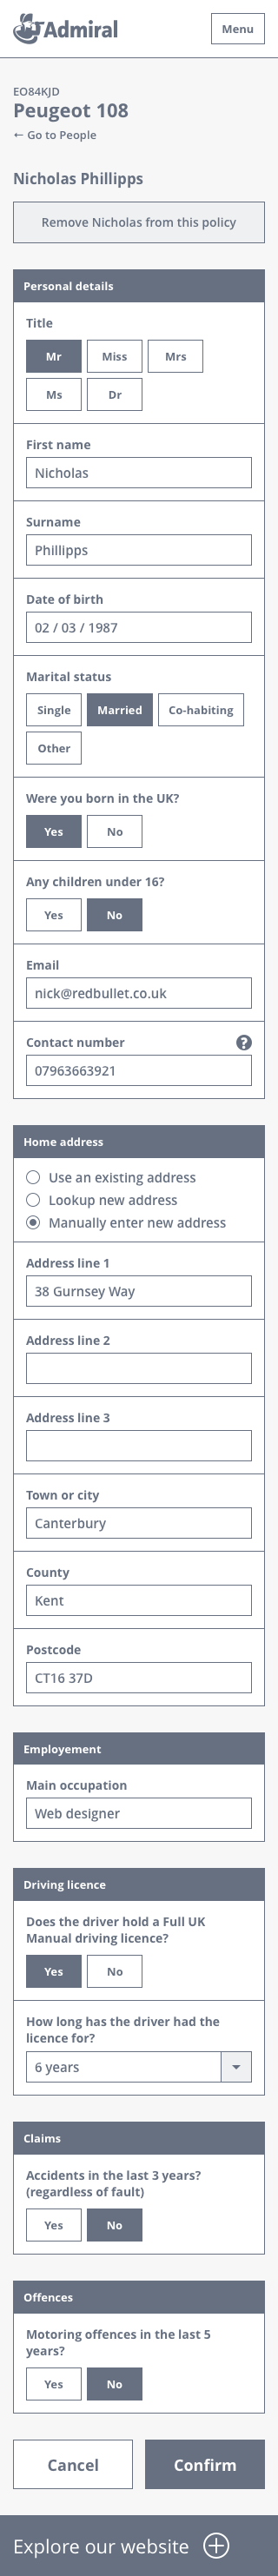 Admiral
Menu
EO84KJD
Peugeot 108
← Go to People
Nicholas Phillipps
Remove Nicholas from this policy
Personal details
Title
Mr Miss Mrs
Ms Dr
First name
Nicholas
Surname
Phillipps
Date of birth
02 / 03 / 1987
Marital status
Single Married Co-habiting
Other
Were you born in the UK?
Yes No
Any children under 16?
Yes No
Email
nick@redbullet.co.uk
Contact number ?
07963663921
Home address
Use an existing address
Lookup new address
Manually enter new address
Address line 1
38 Gurnsey Way
Address line 2
Address line 3
Town or city
Canterbury
County
Kent
Postcode
CT16 37D
Employement
Main occupation
Web designer
Driving licence
Does the driver hold a Full UK
Manual driving licence?
Yes No
How long has the driver had the
licence for?
6 years
Claims
Accidents in the last 3 years?
(regardless of fault)
Yes No
Offences
Motoring offences in the last 5
years?
Yes No
Cancel Confirm
Explore our website